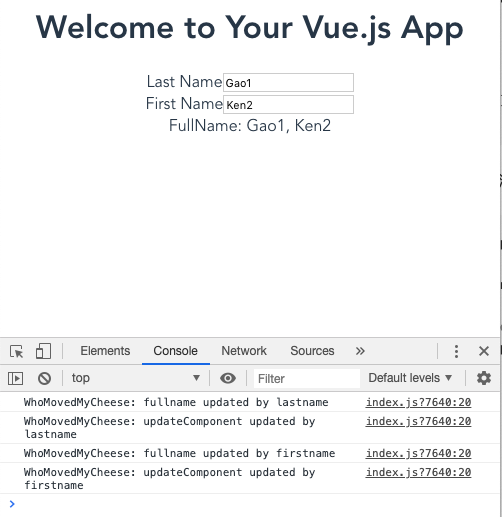 Welcome to Your Vue.js App
Last Name Gao1
First Name Ken2
FullName: Gao1, Ken2
Elements Console Network Sources »
top Filter Default levels
WhoMovedMyCheese: fullname updated by lastname index.js?7640:20
WhoMovedMyCheese: updateComponent updated by index.js?7640:20
lastname
WhoMovedMyCheese: fullname updated by firstname index.js?7640:20
WhoMovedMyCheese: updateComponent updated by index.js?7640:20
firstname